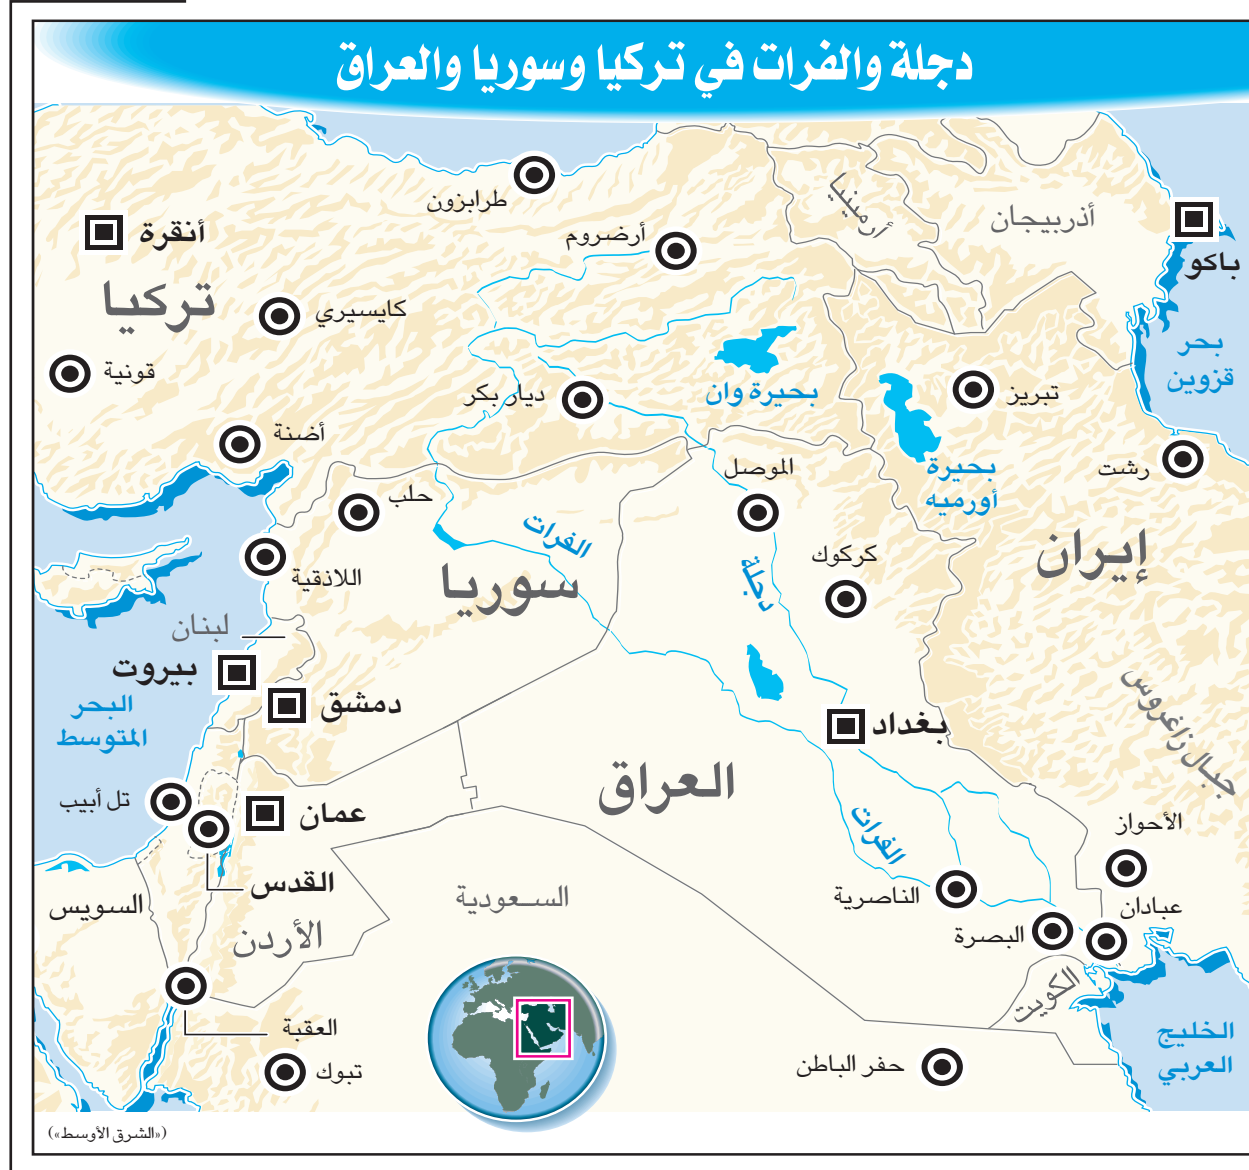 دجلة والفرات في تركيا وسوريا والعراق
طرابزون
أرضروم
أرمينيا
أذربيجان
باكو
أنقرة
تركيا
كايسيري
قونية
ديار بكر
بحيرة وان
تبريز
بحر
قزوين
أضنة
رشت
بحيرة
أورميه
الموصل
حلب
الفرات
إيران
كركوك
دجلة
اللاذقية
سوريا
لبنان
بيروت
دمشق
بغداد
جبال زاغروس
البحر
المتوسط
العراق
تل أبيب
عمان
الفرات
الأحواز
القدس
السعودية
الناصرية
عبادان
السويس
الأردن
البصرة
الكويت
العقبة
الخليج
العربي
تبوك
حفر الباطن
(«الشرق الأوسط»)